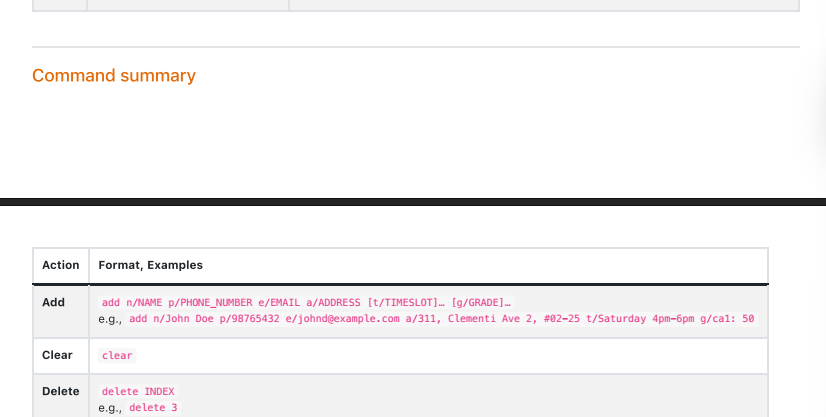 Command summary
Action Format, Examples
Add add n/NAME p/PHONE_NUMBER e/EMAIL a/ADDRESS [t/TIMESLOT]… [g/GRADE]…
e.g., add n/John Doe p/98765432 e/johnd@example.com a/311, Clementi Ave 2, #02-25 t/Saturday 4pm-6pm g/ca1: 50
Clear clear
Delete delete INDEX
e.g., delete 3